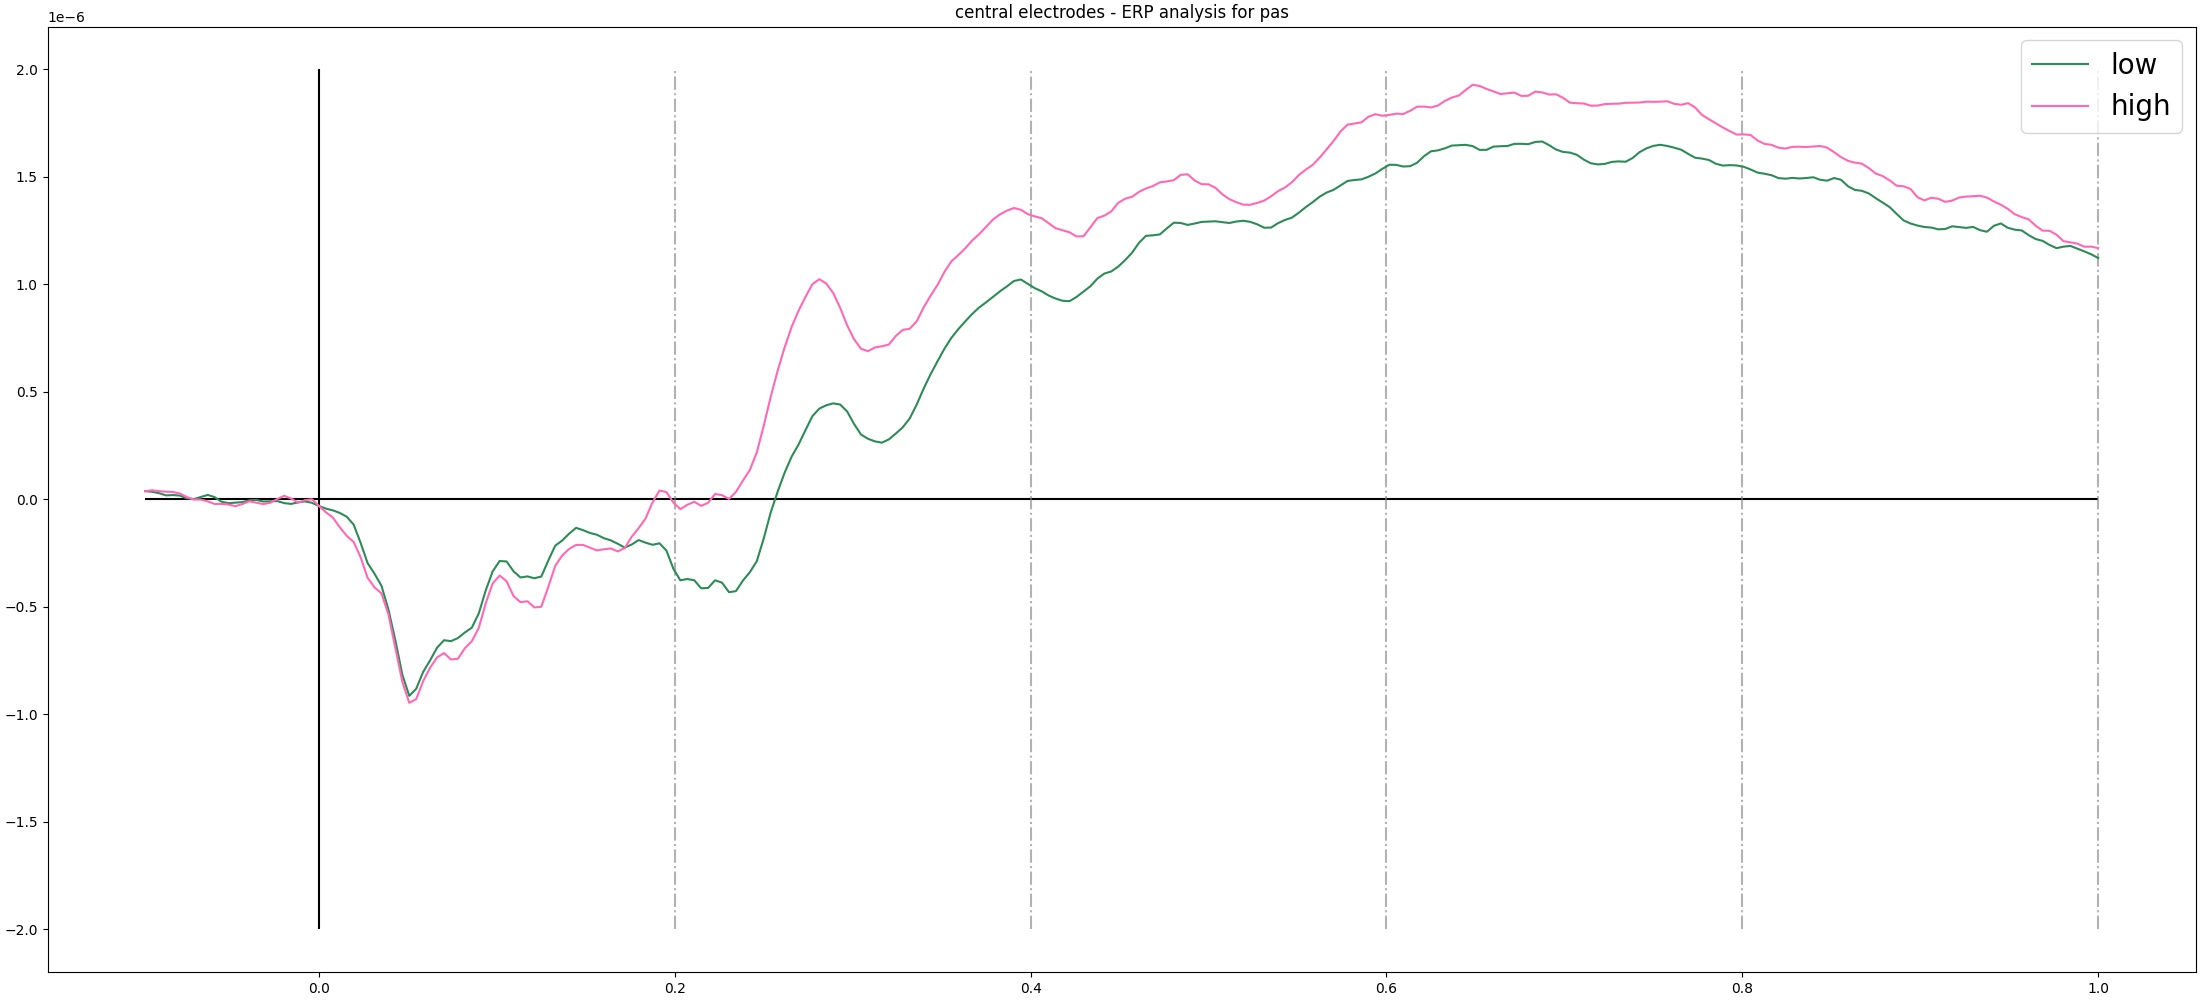 central electrodes - ERP analysis for pas
1e−6
low
high
2.0
1.5
1.0
0.5
0.0
−0.5
−1.0
−1.5
−2.0
0.0 0.2 0.4 0.6 0.8 1.0